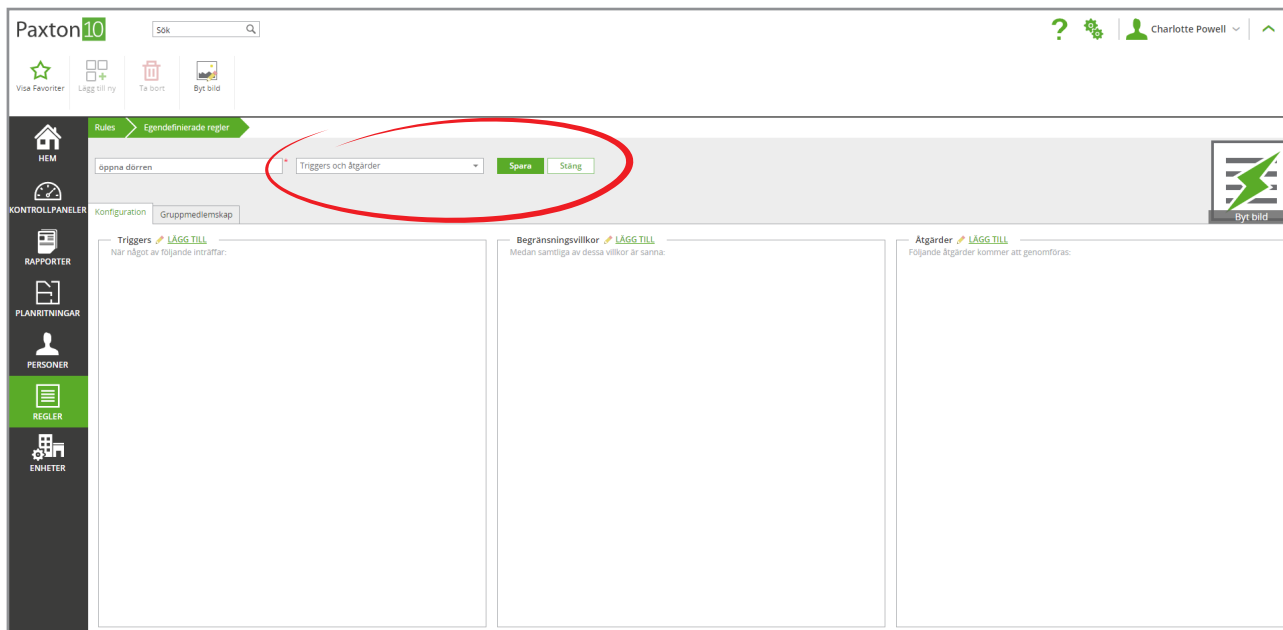 Paxton 10
Sök
?
Charlotte Powell
Visa Favoriter
Lägg till ny
Ta bort
Byt bild
HEM
KONTROLLPANELER
RAPPORTER
PLANRITNINGAR
PERSONER
REGLER
ENHETER
Rules
Egendefinierade regler
öppna dörren
*
Triggers och åtgärder
Spara
Stäng
Byt bild
Konfiguration
Gruppmedlemskap
Triggers LÄGG TILL
När något av följande inträffar:
Begränsningsvillkor LÄGG TILL
Medan samtliga av dessa villkor är sanna:
Åtgärder LÄGG TILL
Följande åtgärder kommer att genomföras: